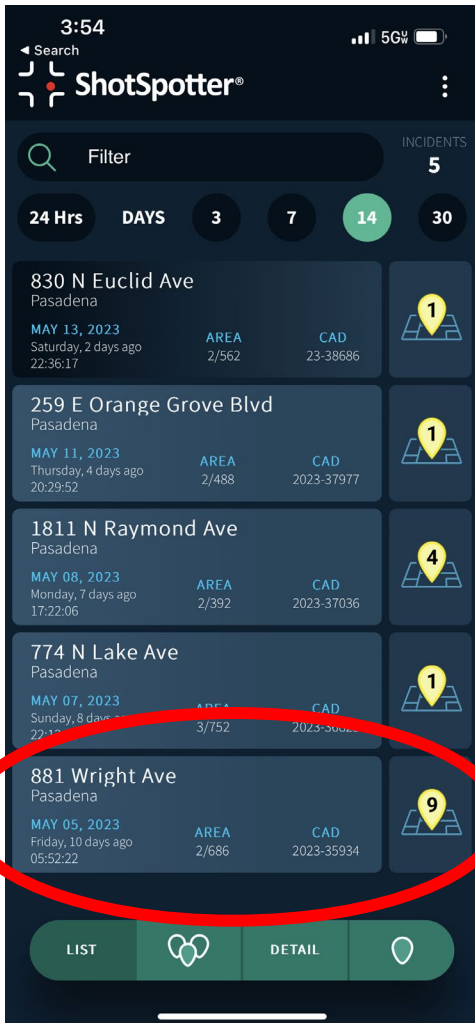 3:54
◀ Search
5G
ShotSpotter®
Filter
INCIDENTS
5
24 Hrs DAYS 3 7 14 30
830 N Euclid Ave
Pasadena
MAY 13, 2023 AREA CAD
Saturday, 2 days ago 2/562 23-38686
22:36:17
1
259 E Orange Grove Blvd
Pasadena
MAY 11, 2023 AREA CAD
Thursday, 4 days ago 2/488 2023-37977
20:29:52
1
1811 N Raymond Ave
Pasadena
MAY 08, 2023 AREA CAD
Monday, 7 days ago 2/392 2023-37036
17:22:06
4
774 N Lake Ave
Pasadena
MAY 07, 2023 AREA CAD
Sunday, 8 days 3/752
1
881 Wright Ave
Pasadena
MAY 05, 2023 AREA CAD
Friday, 10 days ago 2/686 2023-35934
05:52:22
9
LIST DETAIL